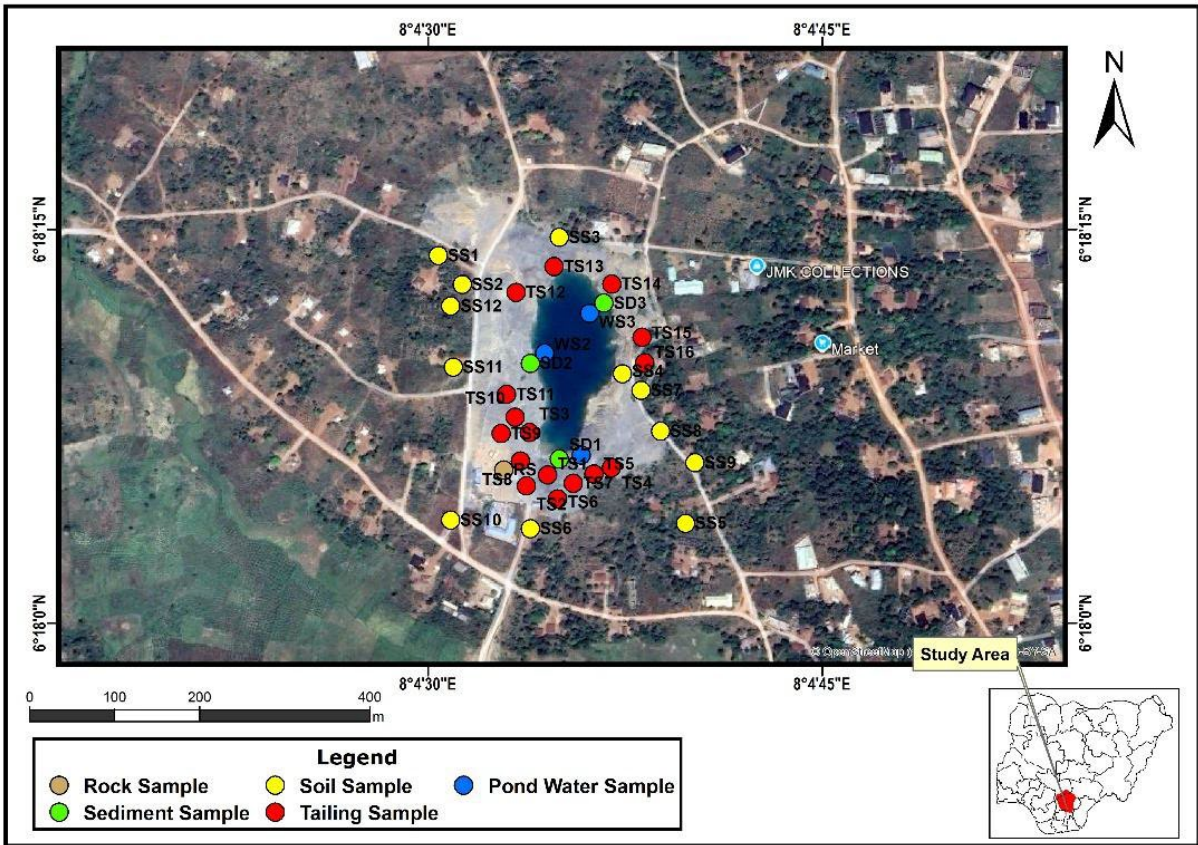 8°4'30"E
8°4'45"E
N
6°18'15"N
6°18'15"N
SS3
SS1
TS13
JMK COLLECTIONS
SS2
TS14
TS12
SD3
SS12
WS3
TS15
Market
WS2
TS16
SD2
SS11
SS4
SS7
TS10
TS11
TS3
SS8
TS9
SD1
SS9
RS
TS1
TS5
TS8
TS7
TS4
TS2
TS6
SS10
SS6
SS5
6°18'0"N
6°18'0"N
© OpenStreetMap
BY-SA
Study Area
8°4'30"E
8°4'45"E
0 100 200 400
m
Legend
Rock Sample
Soil Sample
Pond Water Sample
Sediment Sample
Tailing Sample